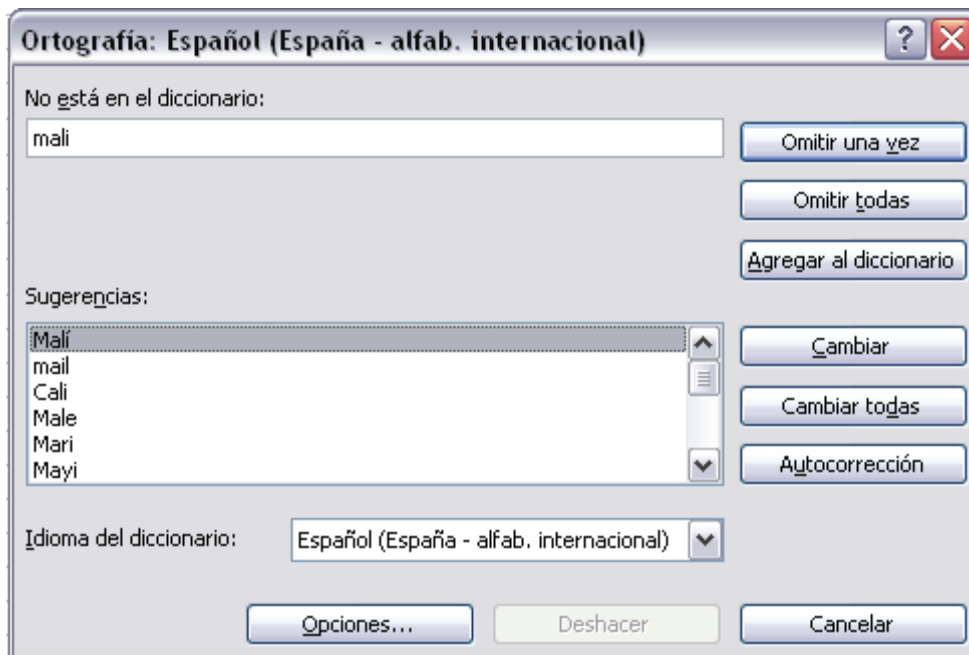 Ortografía: Español (España - alfab. internacional)
No está en el diccionario:
mali
Omitir una vez
Omitir todas
Agregar al diccionario
Sugerencias:
Malí
mail
Cali
Male
Mari
Mayi
Cambiar
Cambiar todas
Autocorrección
Idioma del diccionario:
Español (España - alfab. internacional)
Opciones...
Deshacer
Cancelar